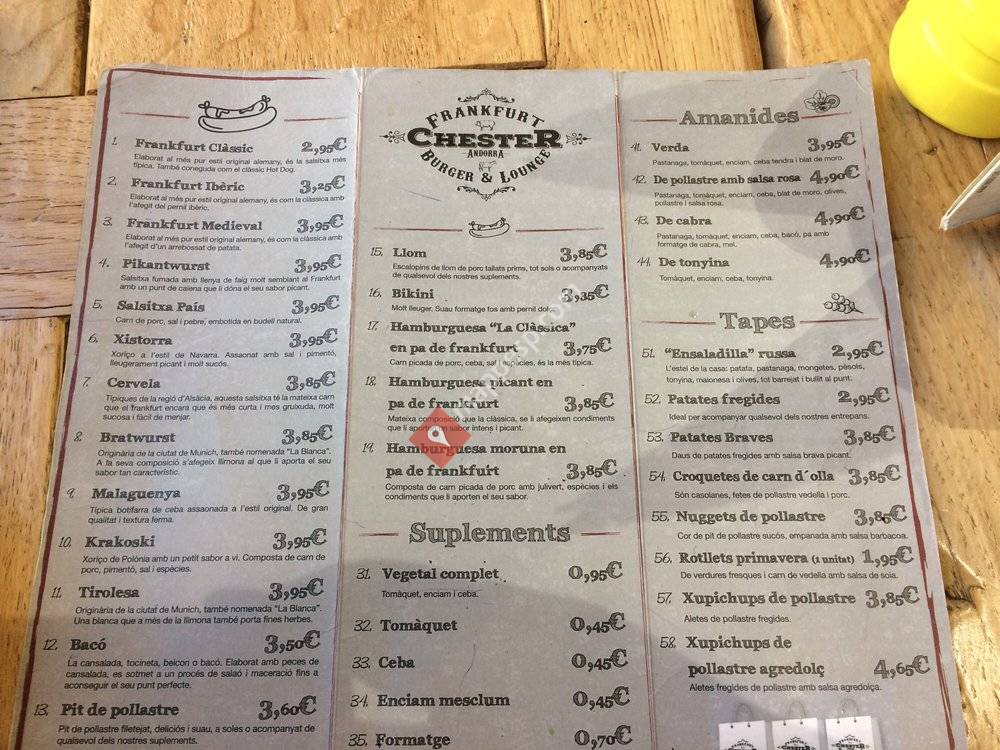 1. Frankfurt Clàssic 2,95€
Elaborat al més pur estil original alemany, és la salsitxa més
típica. També coneguda com el clàssic Hot Dog.
2. Frankfurt Ibèric 3,25€
Elaborat al més pur estil original alemany, és com la clàssica amb
l'afegit del pernil ibèric.
3. Frankfurt Medieval 3,95€
Elaborat al més pur estil original alemany, és com la clàssica amb
l'afegit d'un arrebossat de patata.
4. Pikantwurst 3,95€
Salsitxa fumada amb llenya de faig molt semblant al Frankfurt
amb un punt de caiena que li dóna el seu sabor picant.
5. Salsitxa País 3,95€
Carn de porc, sal i pebre, embotida en budell natural.
6. Xistorra 3,95€
Xoriço a l'estil de Navarra. Assaonat amb sal i pimentó,
lleugerament picant i molt sucós.
7. Cervela 3,85€
Típiques de la regió d'Alsàcia, aquesta salsitxa té la mateixa carn
que el frankfurt encara que és més curta i mes gruixuda, molt
sucosa i fàcil de menjar.
8. Bratwurst 3,85€
Originària de la ciutat de Munich, també nomenada "La Blanca".
A la seva composició s'afegeix llimona al que li aporta el seu
sabor tan característic.
9. Malaguenya 3,95€
Típica botifarra de ceba assaonada a l'estil original. De gran
qualitat i textura ferma.
10. Krakoski 3,95€
Xoriço de Polònia amb un petit sabor a vi. Composta de carn de
porc, pimentó, sal i espècies.
11. Tirolesa 3,95€
Originària de la ciutat de Munich, també nomenada "La Blanca".
Una blanca que a més de la llimona també porta fines herbes.
12. Bacó 3,50€
La cansalada, tocineta, beicon o bacó. Elaborat amb peces de
cansalada, es sotmet a un procés de salaó i maceració fins a
aconseguir el seu punt perfecte.
13. Pit de pollastre 3,60€
Pit de pollastre filetejat, deliciós i suau, a soles o acompanyat de
qualsevol dels nostres suplements.
FRANKFURT
CHESTER
ANDORRA
BURGER & LOUNGE
15. Llom 3,85€
Escalopins de llom de porc tallats prims, tot sols o acompanyats
de qualsevol dels nostres suplements.
16. Bikini 3,35€
Molt lleuger. Suau formatge fos amb pernil dolç.
17. Hamburguesa "La Clàssica"
en pa de frankfurt 3,75€
Carn picada de porc, ceba, sal i espècies, és la més típica.
18. Hamburguesa picant en
pa de frankfurt 3,85€
Mateixa composició que la clàssica, se li afegeixen condiments
que li aporten sabor intens i picant.
19. Hamburguesa moruna en
pa de frankfurt 3,85€
Composta de carn picada de porc amb julivert, espècies i els
condiments que li aporten el seu sabor.
Suplements
31. Vegetal complet 0,95€
Tomàquet, enciam i ceba.
32. Tomàquet 0,45€
33. Ceba 0,45€
34. Enciam mesclum 0,45€
35. Formatge 0,70€
Amanides
41. Verda 3,95€
Pastanaga, tomàquet, enciam, ceba tendra i blat de moro.
42. De pollastre amb salsa rosa 4,90€
Pastanaga, tomàquet, enciam, ceba, blat de moro, olives,
pollastre i salsa rosa.
43. De cabra 4,90€
Pastanaga, tomàquet, enciam, ceba, bacó, pa amb
formatge de cabra, mel.
44. De tonyina 4,90€
Tomàquet, enciam, ceba, tonyina.
Tapes
51. "Ensaladilla" russa 2,95€
L'estel de la casa: patata, pastanaga, mongetes, pèsols,
tonyina, maionesa i olives, tot barrejat i bullit al punt.
52. Patates fregides 2,95€
Ideal per acompanyar qualsevol dels nostres entrepans.
53. Patates Braves 3,85€
Daus de patates fregides amb salsa brava picant.
54. Croquetes de carn d´olla 3,85€
Són casolanes, fetes de pollastre vedella i porc.
55. Nuggets de pollastre 3,85€
Cor de pit de pollastre sucós, empanada amb salsa barbacoa.
56. Rotllets primavera (1 unitat) 1,95€
De verdures fresques i carn de vedella amb salsa de soia.
57. Xupichups de pollastre 3,85€
Aletes de pollastre fregides.
58. Xupichups de
pollastre agredolç 4,65€
Aletes fregides de pollastre amb salsa agredolça.
FRANKFURT
CHESTER
CHESTER
CHESTER